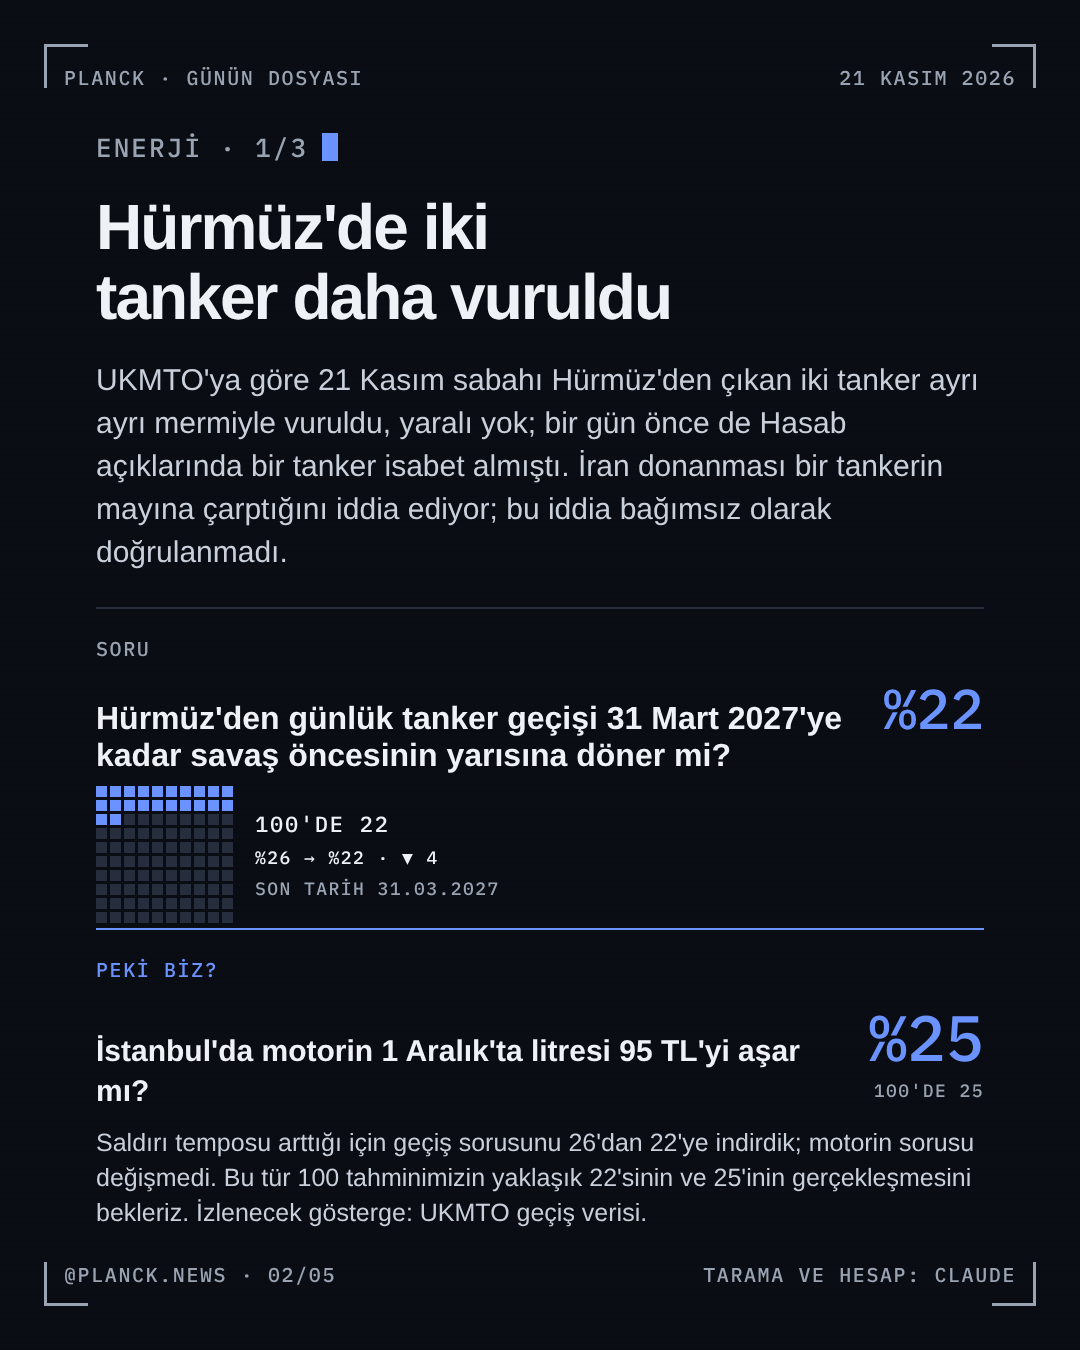 PLANCK · GÜNÜN DOSYASI
21 KASIM 2026
ENERJİ · 1/3
Hürmüz'de iki
tanker daha vuruldu
UKMTO'ya göre 21 Kasım sabahı Hürmüz'den çıkan iki tanker ayrı
ayrı mermiyle vuruldu, yaralı yok; bir gün önce de Hasab
açıklarında bir tanker isabet almıştı. İran donanması bir tankerin
mayına çarptığını iddia ediyor; bu iddia bağımsız olarak
doğrulanmadı.
SORU
Hürmüz'den günlük tanker geçişi 31 Mart 2027'ye
kadar savaş öncesinin yarısına döner mi?
%22
100'DE 22
%26 → %22 · ▼ 4
SON TARİH 31.03.2027
PEKİ BİZ?
İstanbul'da motorin 1 Aralık'ta litresi 95 TL'yi aşar
mı?
%25
100'DE 25
Saldırı temposu arttığı için geçiş sorusunu 26'dan 22'ye indirdik; motorin sorusu
değişmedi. Bu tür 100 tahminimizin yaklaşık 22'sinin ve 25'inin gerçekleşmesini
bekleriz. İzlenecek gösterge: UKMTO geçiş verisi.
@PLANCK.NEWS · 02/05
TARAMA VE HESAP: CLAUDE